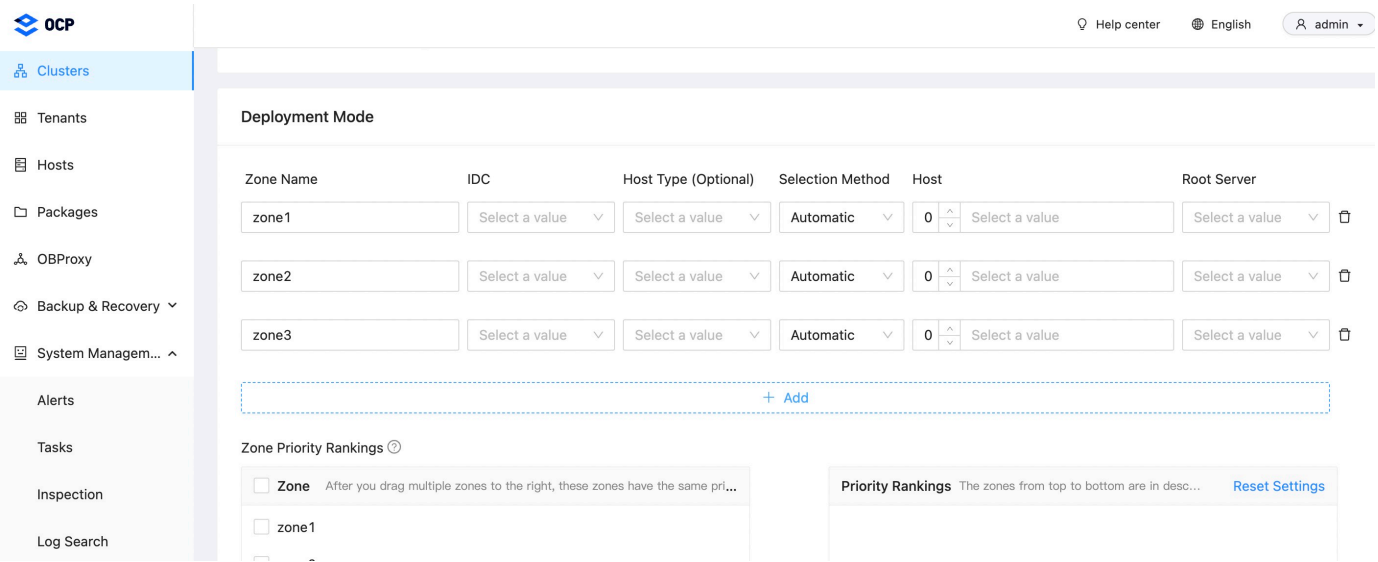 OCP
Help center
English
admin
Clusters
Tenants
Hosts
Packages
OBProxy
Backup & Recovery
System Managem...
Alerts
Tasks
Inspection
Log Search
Deployment Mode
Zone Name IDC Host Type (Optional) Selection Method Host Root Server
zone1 Select a value Select a value Automatic 0 Select a value Select a value
zone2 Select a value Select a value Automatic 0 Select a value Select a value
zone3 Select a value Select a value Automatic 0 Select a value Select a value
+ Add
Zone Priority Rankings ?
Zone After you drag multiple zones to the right, these zones have the same pri...
zone1
Priority Rankings The zones from top to bottom are in desc... Reset Settings